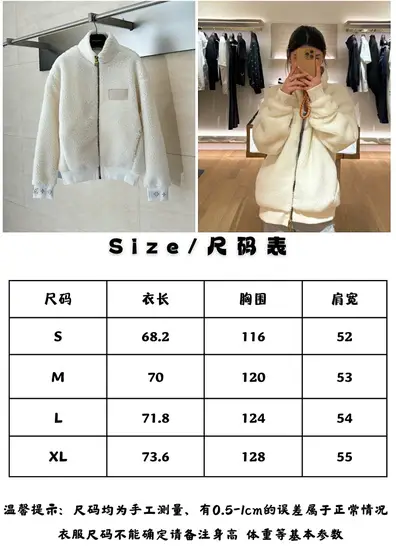 Size/尺码表
尺码 衣长 胸围 肩宽
S 68.2 116 52
M 70 120 53
L 71.8 124 54
XL 73.6 128 55
温馨提示: 尺码均为手工测量、有0.5-1cm的误差属于正常情况
衣服尺码不能确定请备注身高 体重等基本参数